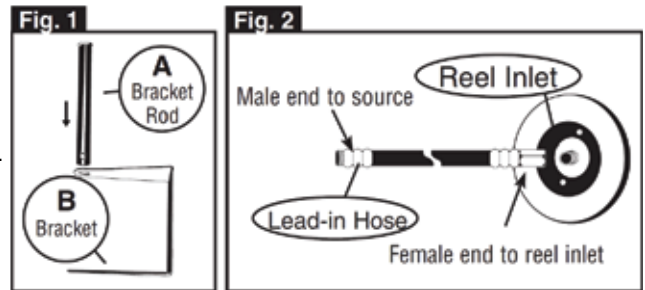 Fig. 1
A
Bracket
Rod
B
Bracket
Fig. 2
Reel Inlet
Male end to source
Lead-in Hose
Female end to reel inlet